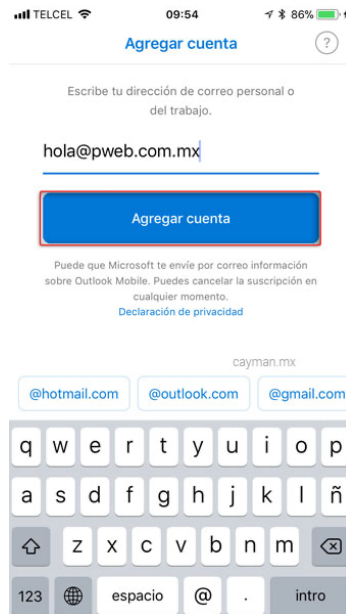 TELCEL 09:54 86%
Agregar cuenta ?
Escribe tu dirección de correo personal o
del trabajo.
hola@pweb.com.mx
Agregar cuenta
Puede que Microsoft te envíe por correo información
sobre Outlook Mobile. Puedes cancelar la suscripción en
cualquier momento.
Declaración de privacidad
cayman.mx
@hotmail.com @outlook.com @gmail.com
q w e r t y u i o p
a s d f g h j k l ñ
z x c v b n m
123 espacio @ . intro